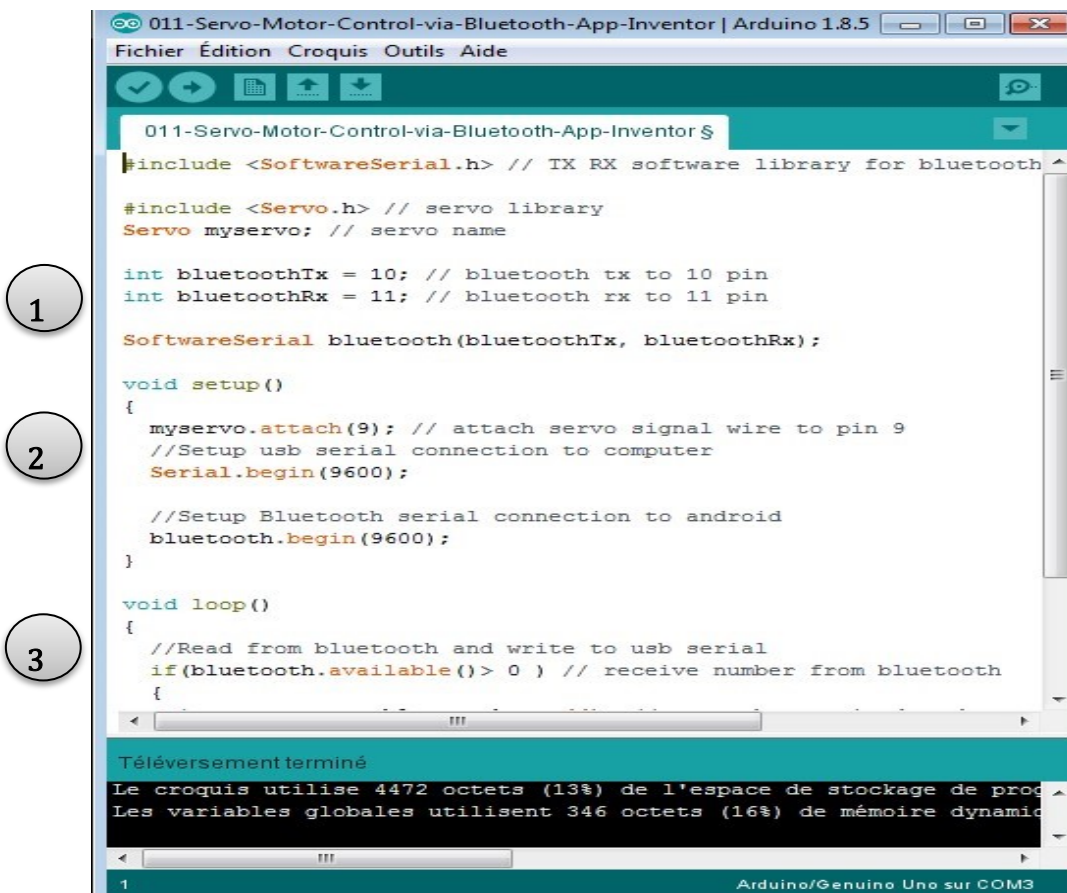 011-Servo-Motor-Control-via-Bluetooth-App-Inventor | Arduino 1.8.5
Fichier Édition Croquis Outils Aide
011-Servo-Motor-Control-via-Bluetooth-App-Inventor §
#include <SoftwareSerial.h> // TX RX software library for bluetooth
#include <Servo.h> // servo library
Servo myservo; // servo name
int bluetoothTx = 10; // bluetooth tx to 10 pin
int bluetoothRx = 11; // bluetooth rx to 11 pin
1
SoftwareSerial bluetooth(bluetoothTx, bluetoothRx);
void setup()
{
myservo.attach(9); // attach servo signal wire to pin 9
//Setup usb serial connection to computer
2
Serial.begin(9600);
//Setup Bluetooth serial connection to android
bluetooth.begin(9600);
}
void loop()
{
//Read from bluetooth and write to usb serial
3
if(bluetooth.available()> 0 ) // receive number from bluetooth
{
Téléversement terminé
Le croquis utilise 4472 octets (13%) de l'espace de stockage de prog
Les variables globales utilisent 346 octets (16%) de mémoire dynamic
1
Arduino/Genuino Uno sur COM3